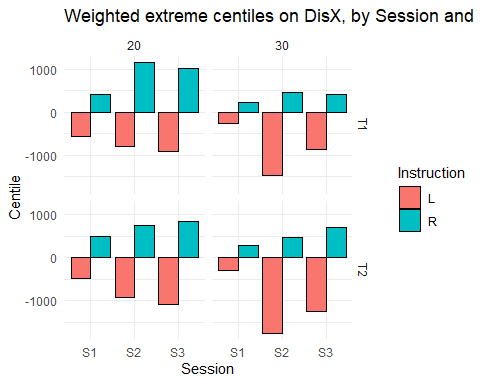 Weighted extreme centiles on DisX, by Session and
20 30
1000
0
-1000
T1
1000
0
-1000
T2
Centile
S1 S2 S3 S1 S2 S3
Session
Instruction
L
R